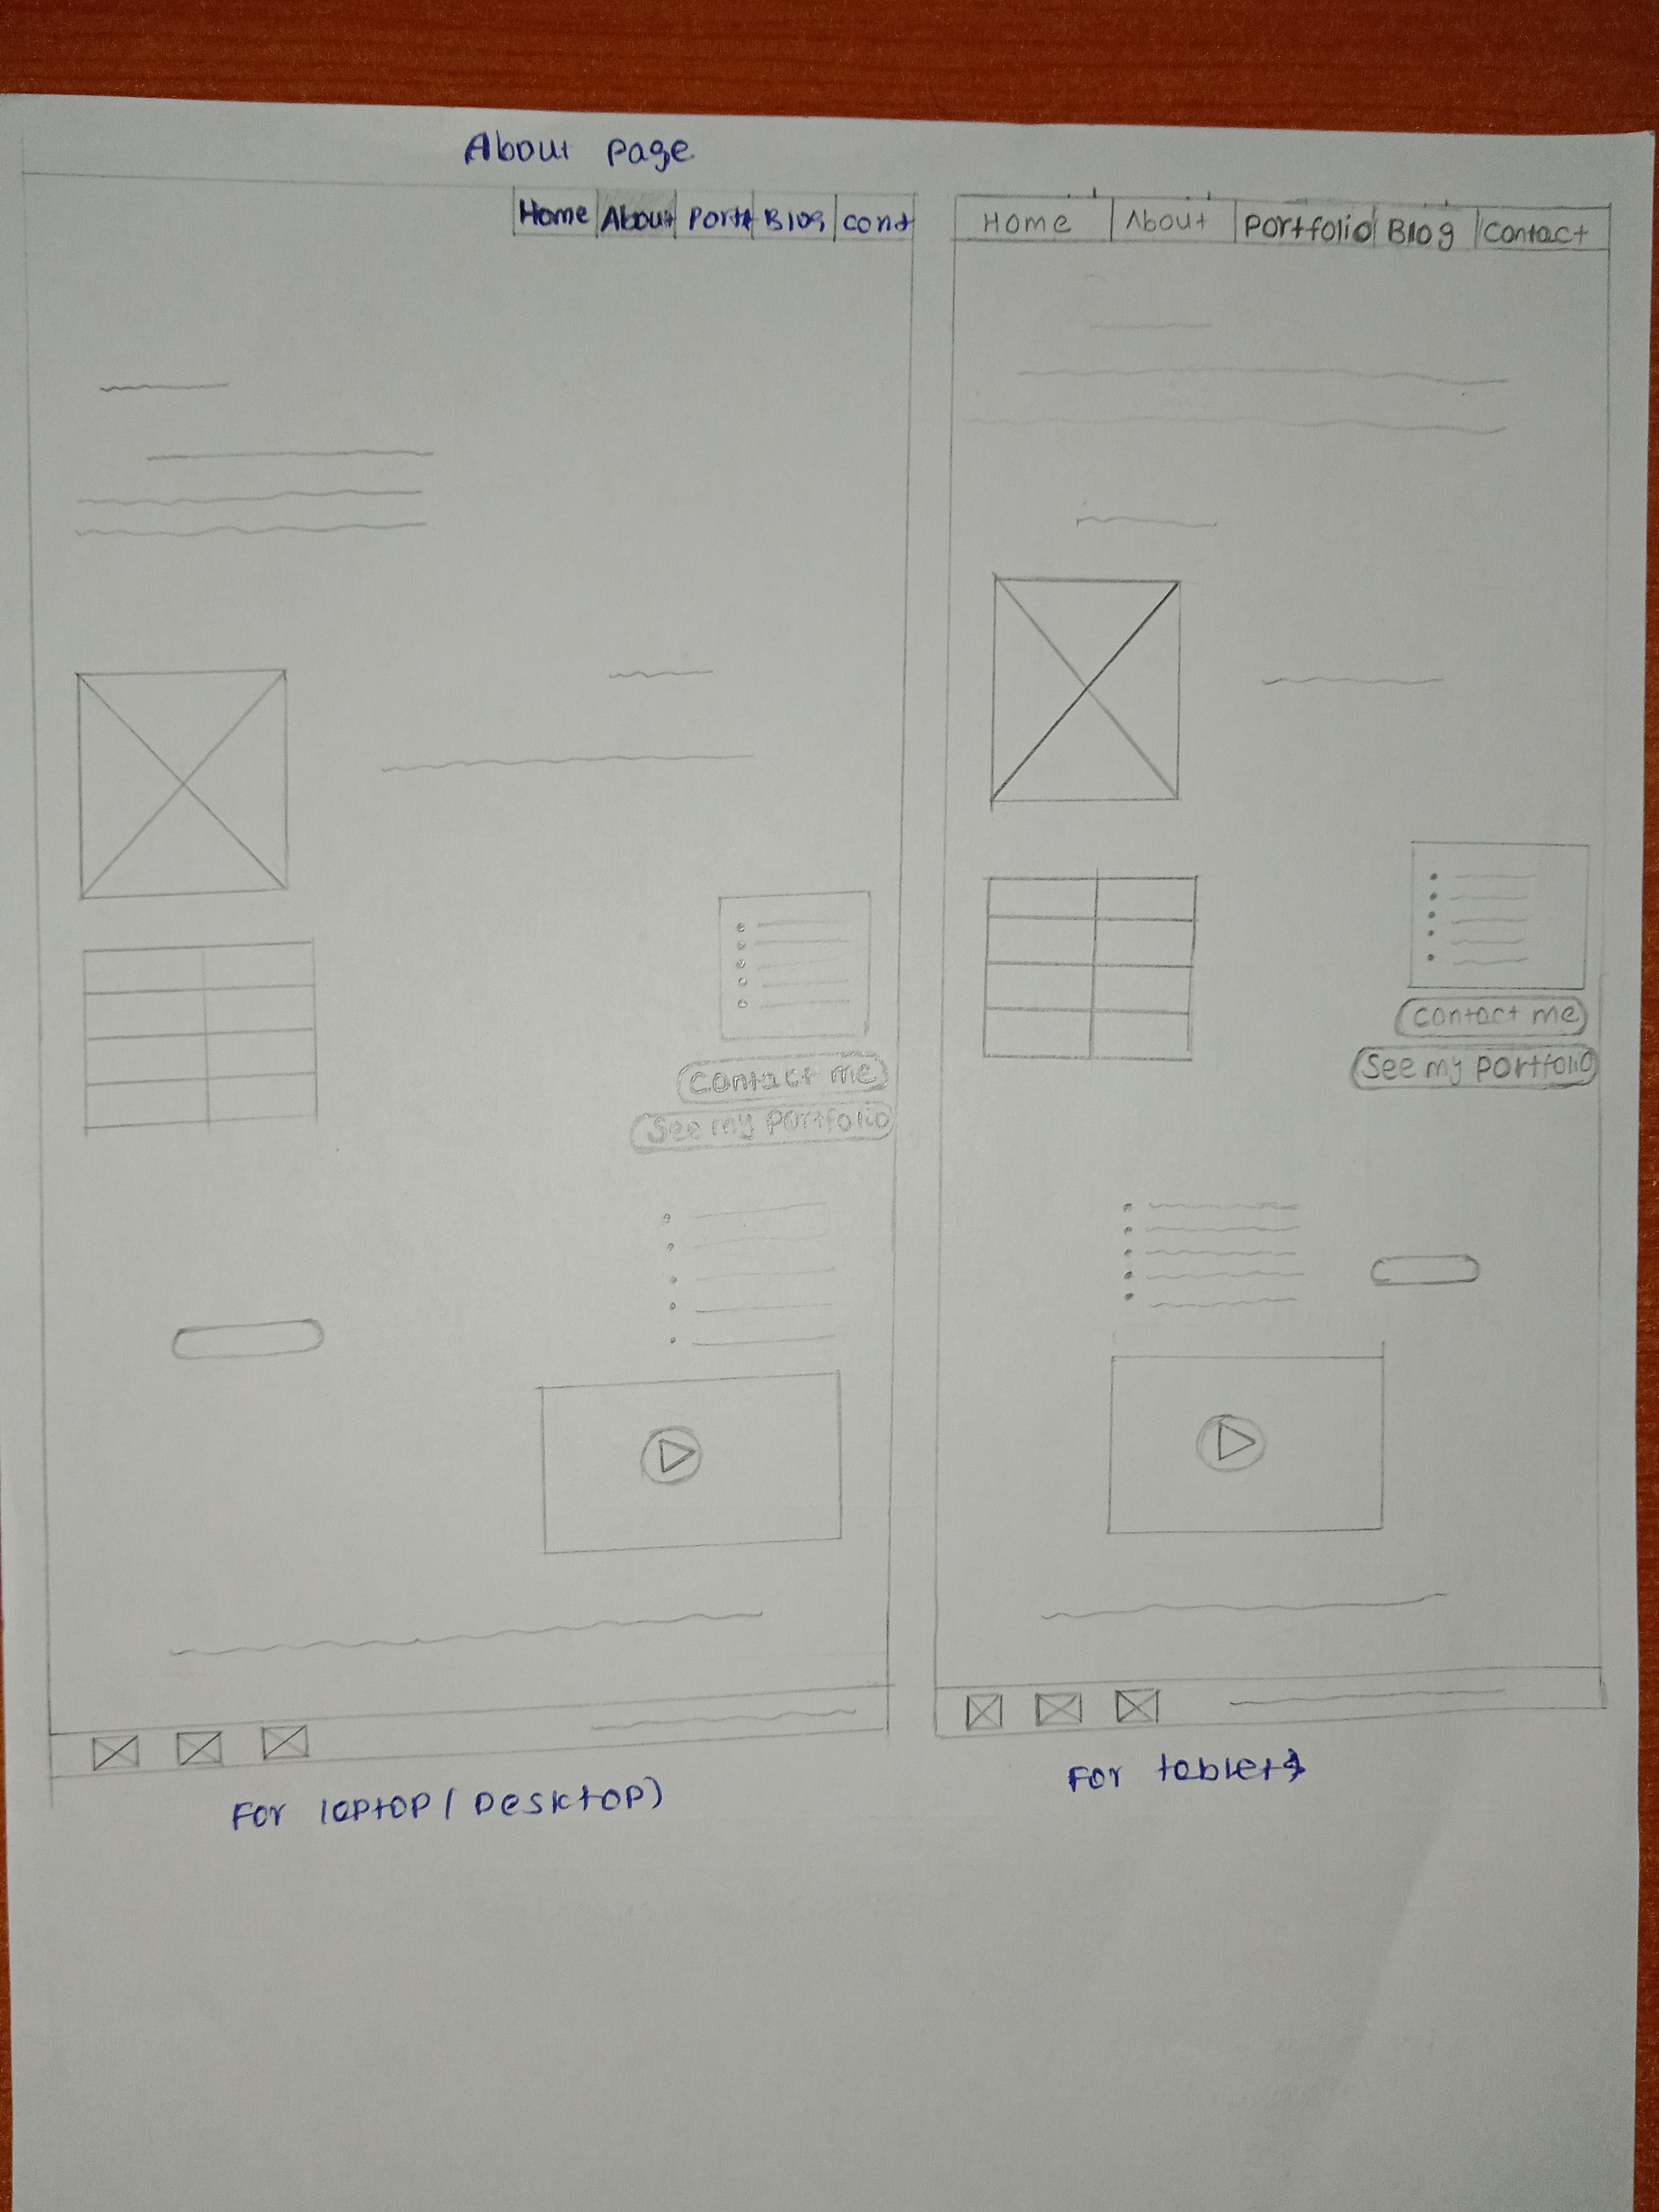 About page
Home About Portf Blog cont
Home About Portfolio Blog Contact
contact me
See my portfolio
contact me
See my portfolio
For laptop/Desktop)
For tablets